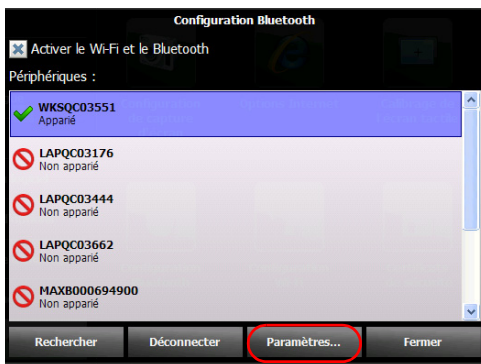 Configuration Bluetooth
Activer le Wi-Fi et le Bluetooth
Périphériques :
WKSQC03551
Apparié
LAPQC03176
Non apparié
LAPQC03444
Non apparié
LAPQC03662
Non apparié
MAXB000694900
Non apparié
Rechercher Déconnecter Paramètres... Fermer